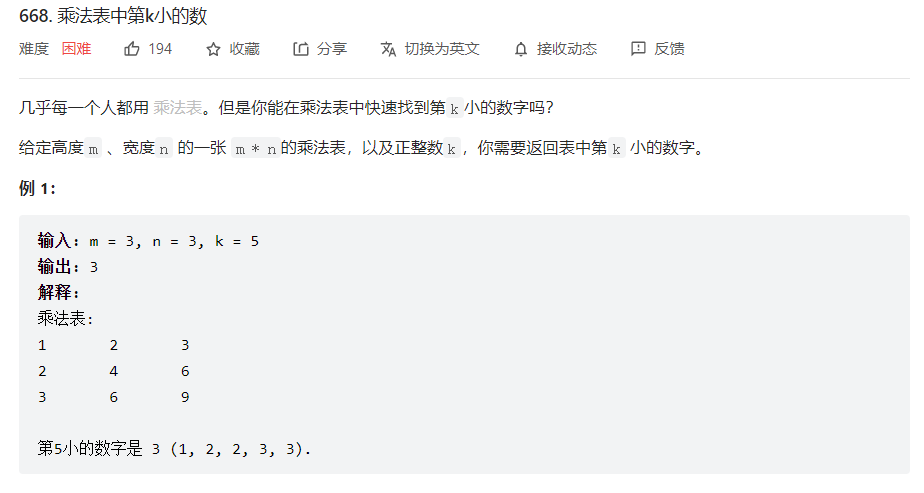 668. 乘法表中第k小的数
难度 困难 194 收藏 分享 切换为英文 接收动态 反馈
几乎每一个人都用 乘法表。但是你能在乘法表中快速找到第 k 小的数字吗?
给定高度 m 、宽度 n 的一张 m * n 的乘法表，以及正整数 k，你需要返回表中第 k 小的数字。
例 1：
输入：m = 3, n = 3, k = 5
输出：3
解释：
乘法表：
1 2 3
2 4 6
3 6 9
第5小的数字是 3 (1, 2, 2, 3, 3).